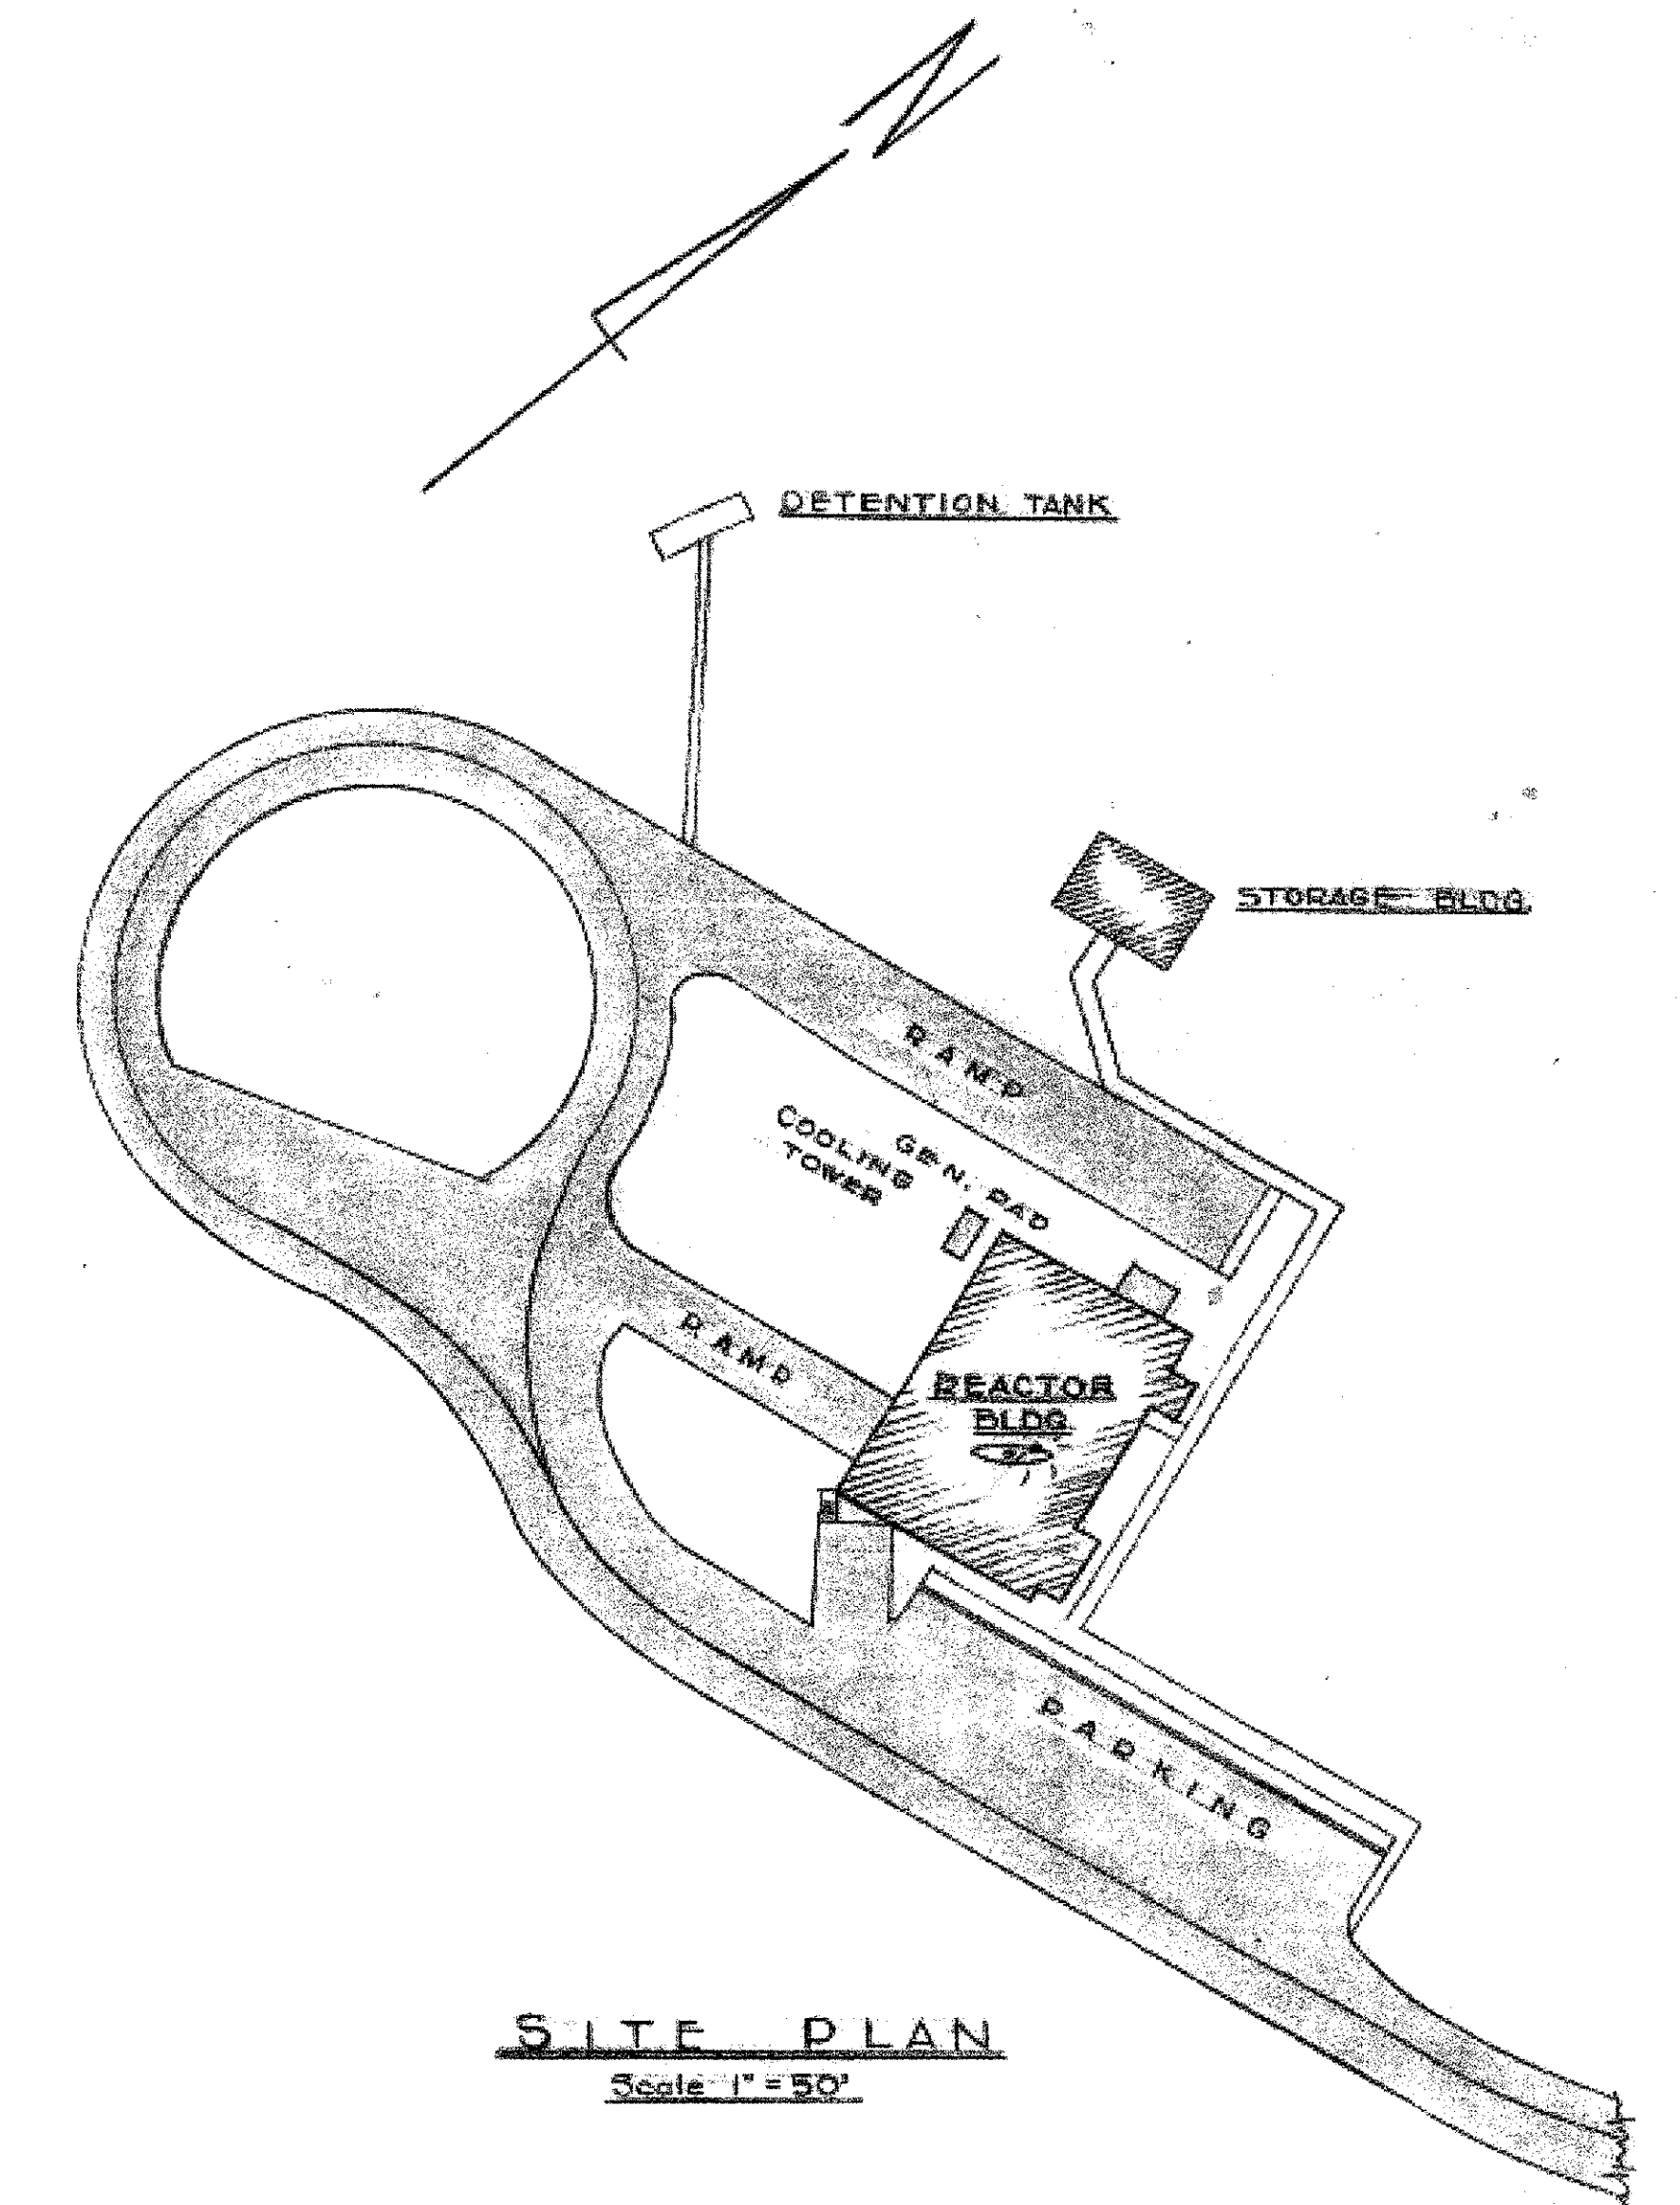 N
DETENTION TANK
STORAGE BLDG.
RAMP
COOLING
TOWER
GEN. PAD
RAMP
REACTOR
BLDG.
PARKING
SITE PLAN
Scale 1" = 50'